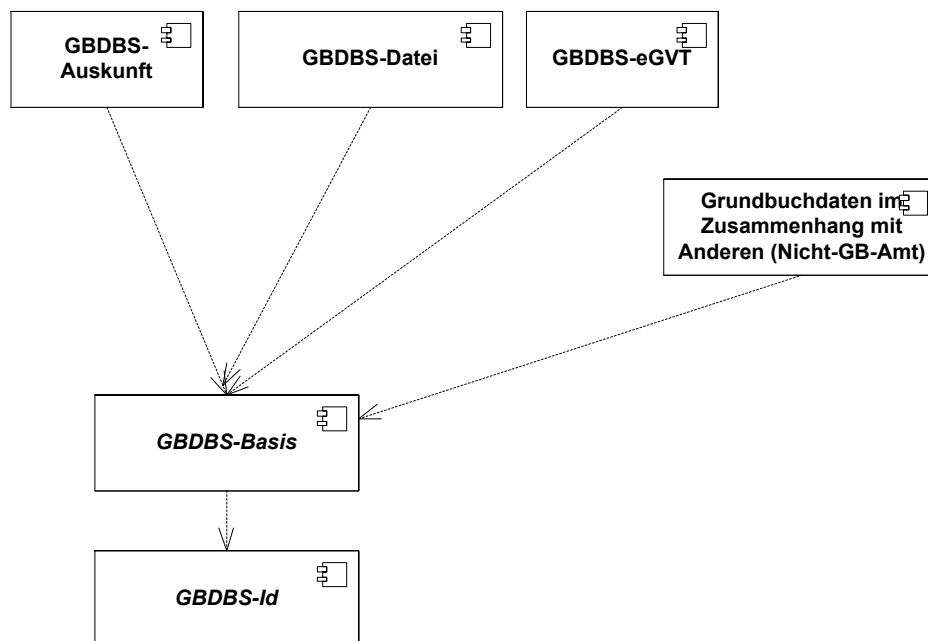 GBDBS-
Auskunft
GBDBS-Datei
GBDBS-eGVT
Grundbuchdaten im
Zusammenhang mit
Anderen (Nicht-GB-Amt)
GBDBS-Basis
GBDBS-Id